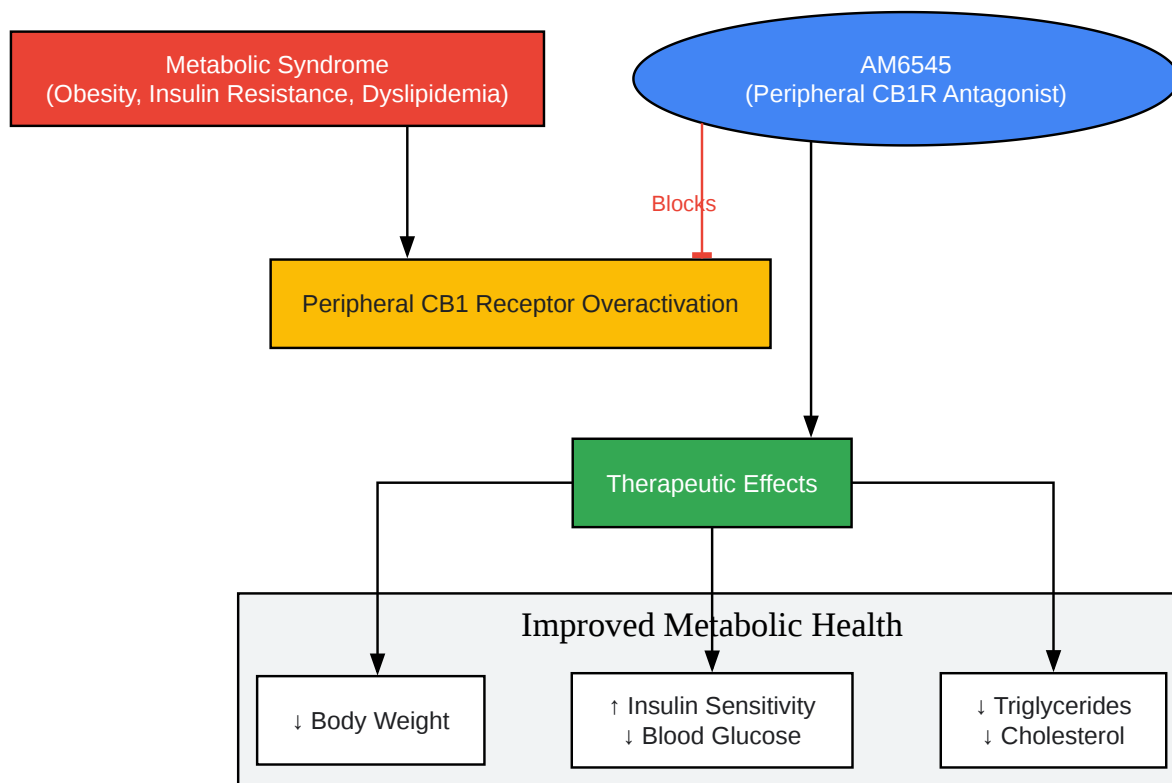 Metabolic Syndrome
(Obesity, Insulin Resistance, Dyslipidemia)
AM6545
(Peripheral CB1R Antagonist)
Blocks
Peripheral CB1 Receptor Overactivation
Therapeutic Effects
Improved Metabolic Health
↓ Body Weight
↑ Insulin Sensitivity
↓ Blood Glucose
↓ Triglycerides
↓ Cholesterol